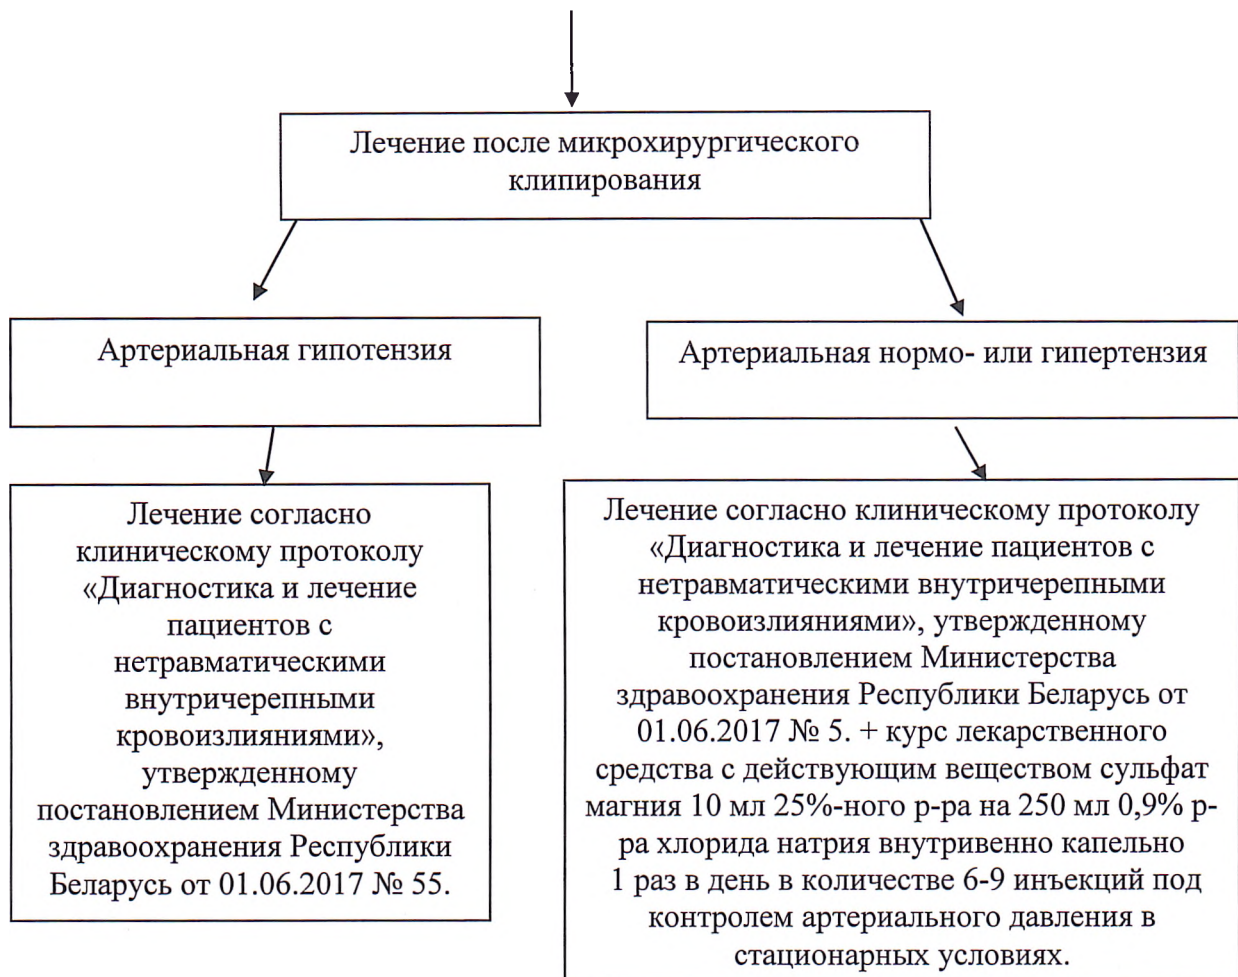 Лечение после микрохирургического
клипирования
Артериальная гипотензия
Артериальная нормо- или гипертензия
Лечение согласно
клиническому протоколу
«Диагностика и лечение
пациентов с
нетравматическими
внутричерепными
кровоизлияниями»,
утвержденному
постановлением Министерства
здравоохранения Республики
Беларусь от 01.06.2017 № 55.
Лечение согласно клиническому протоколу
«Диагностика и лечение пациентов с
нетравматическими внутричерепными
кровоизлияниями», утвержденному
постановлением Министерства
здравоохранения Республики Беларусь от
01.06.2017 № 5. + курс лекарственного
средства с действующим веществом сульфат
магния 10 мл 25%-ного р-ра на 250 мл 0,9% р-
ра хлорида натрия внутривенно капельно
1 раз в день в количестве 6-9 инъекций под
контролем артериального давления в
стационарных условиях.